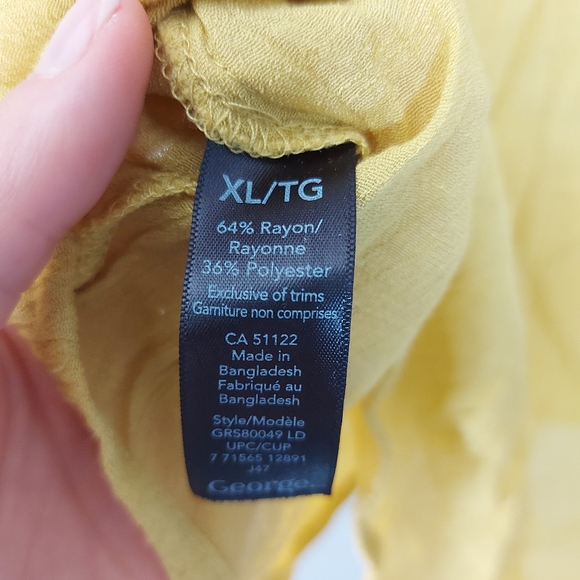 XL/TG
64% Rayon/
Rayonne
36% Polyester
Exclusive of trims
Garniture non comprises
CA 51122
Made in
Bangladesh
Fabriqué au
Bangladesh
Style/Modèle
GRS80049 LD
UPC/CUP
7 71565 12891
J47
George.